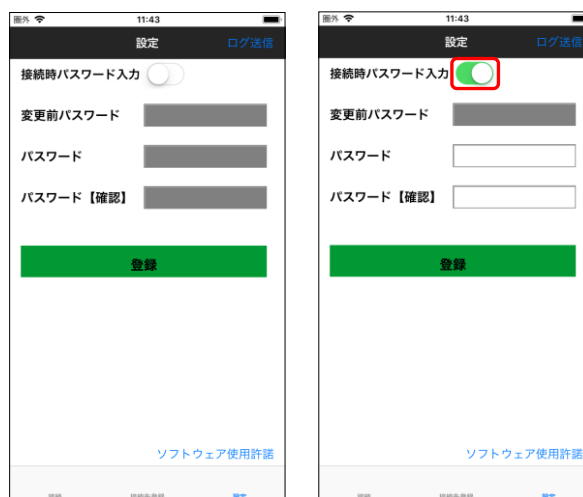 圏外 11:43
設定 ログ送信
接続時パスワード入力
変更前パスワード
パスワード
パスワード【確認】
登録
ソフトウェア使用許諾
設定
圏外 11:43
設定 ログ送信
接続時パスワード入力
変更前パスワード
パスワード
パスワード【確認】
登録
ソフトウェア使用許諾
設定